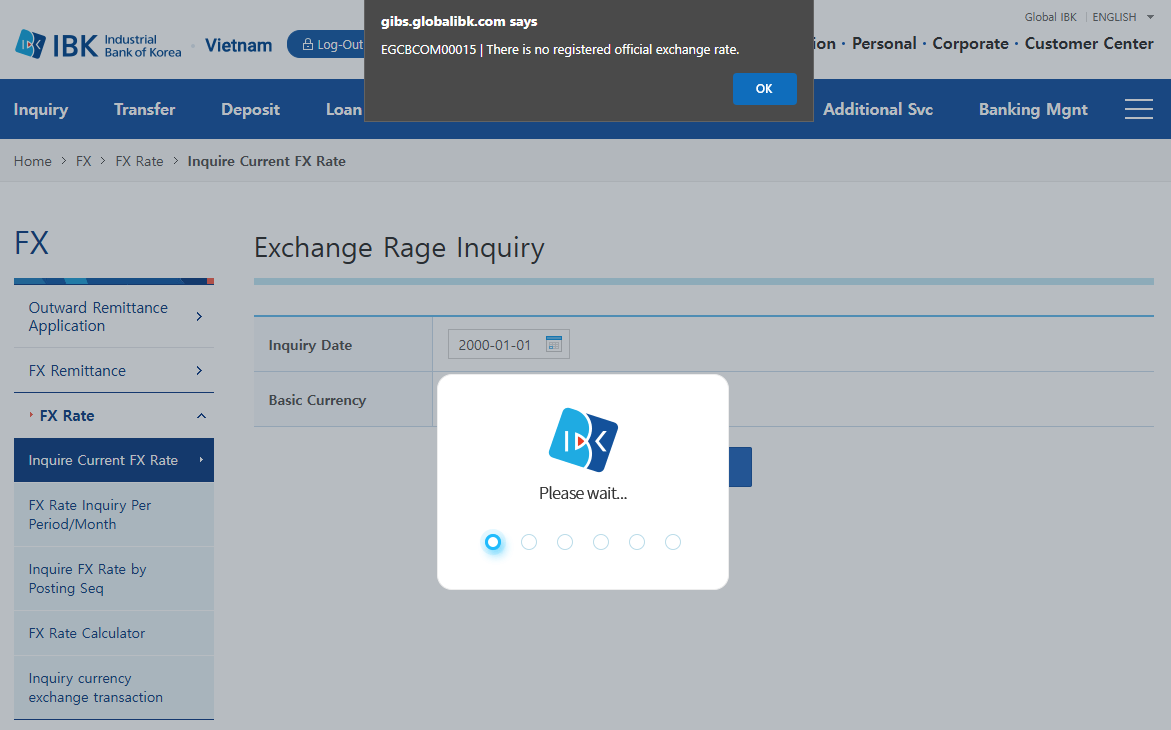 gibs.globalibk.com says
EGCBCOM00015 | There is no registered official exchange rate.
OK
Global IBK | ENGLISH
IBK Industrial
Bank of Korea
Vietnam
Log-Out
· Personal · Corporate · Customer Center
Inquiry Transfer Deposit Loan Additional Svc Banking Mgnt
Home > FX > FX Rate > Inquire Current FX Rate
FX
Exchange Rage Inquiry
Outward Remittance
Application
FX Remittance
FX Rate
Inquire Current FX Rate
FX Rate Inquiry Per
Period/Month
Inquire FX Rate by
Posting Seq
FX Rate Calculator
Inquiry currency
exchange transaction
Inquiry Date 2000-01-01
Basic Currency
IBK
Please wait...